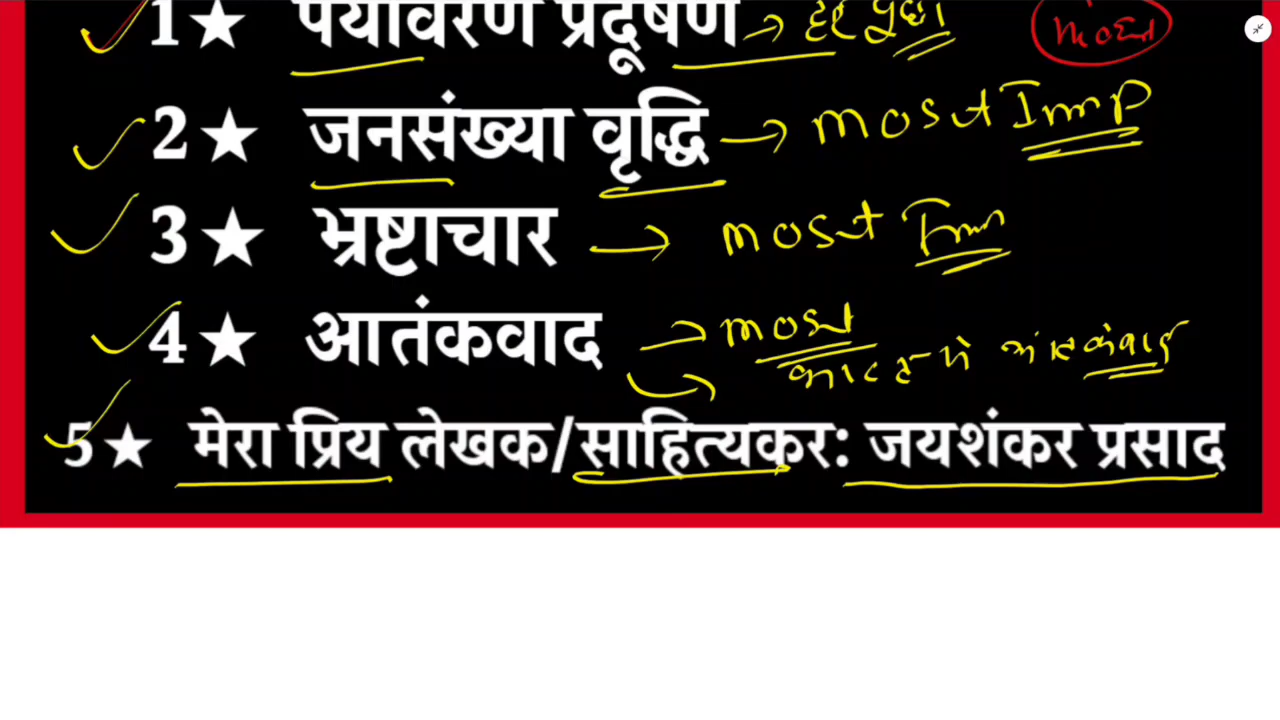 1★ पर्यावरण प्रदूषण →
2★ जनसंख्या वृद्धि → most Imp
3★ भ्रष्टाचार → most Imp
4★ आतंकवाद → most
5★ मेरा प्रिय लेखक/साहित्यकर: जयशंकर प्रसाद